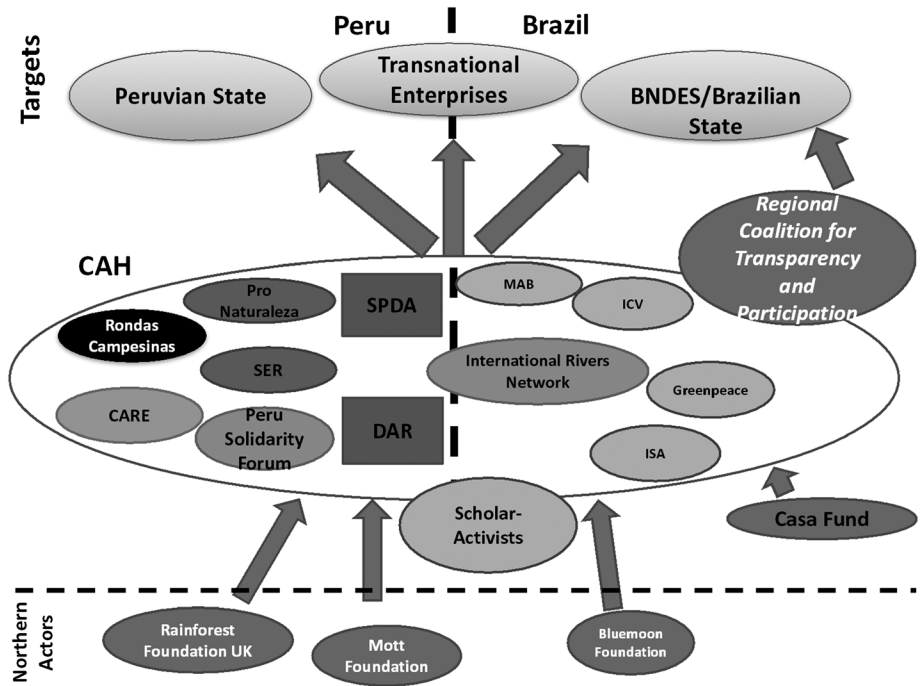 Peru
Brazil
Targets
Peruvian State
Transnational
Enterprises
BNDES/Brazilian
State
Regional
Coalition for
Transparency
and
Participation
CAH
Pro
Naturaleza
SPDA
MAB
ICV
Rondas
Campesinas
SER
International Rivers
Network
Greenpeace
CARE
Peru
Solidarity
Forum
DAR
ISA
Scholar-
Activists
Casa Fund
Northern
Actors
Rainforest
Foundation UK
Mott
Foundation
Bluemoon
Foundation